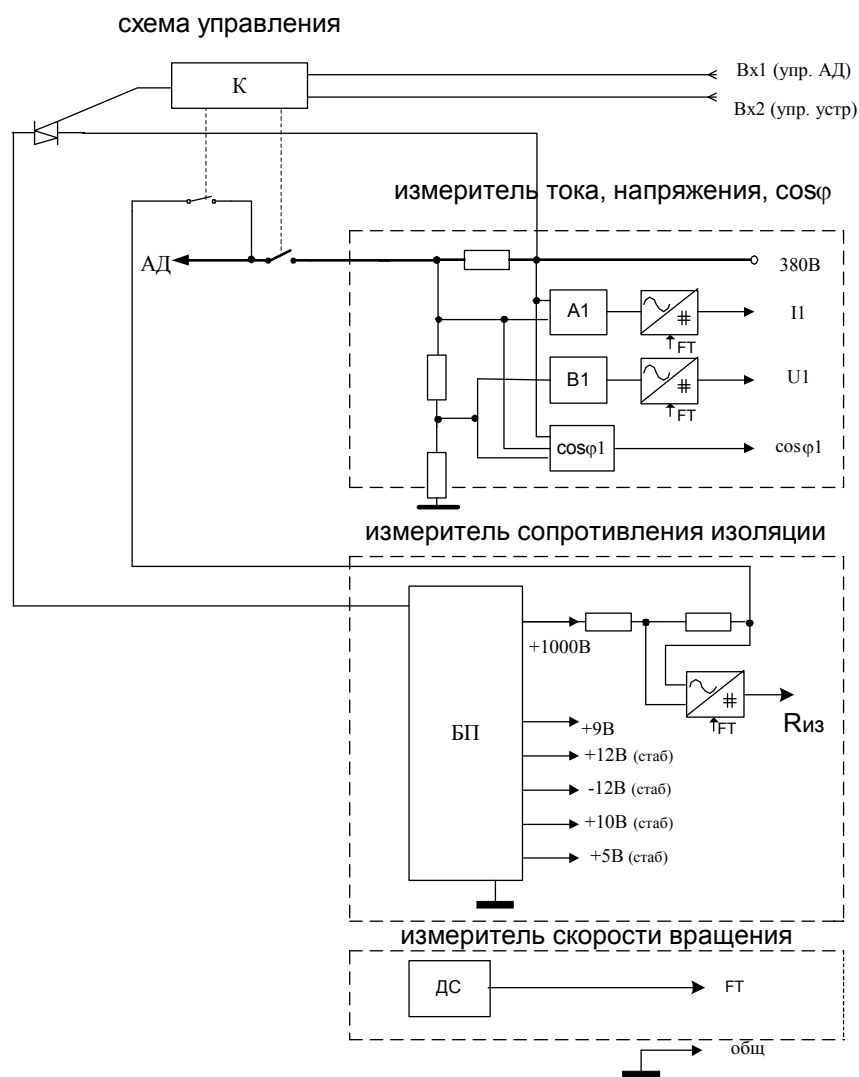 схема управления
К
Вх1 (упр. АД)
Вх2 (упр. устр)
измеритель тока, напряжения, cosφ
АД
380В
А1
#
I1
FT
В1
#
U1
FT
cosφ1
cosφ1
измеритель сопротивления изоляции
БП
+1000В
#
Rиз
FT
+9В
+12В (стаб)
-12В (стаб)
+10В (стаб)
+5В (стаб)
измеритель скорости вращения
ДС
FT
общ